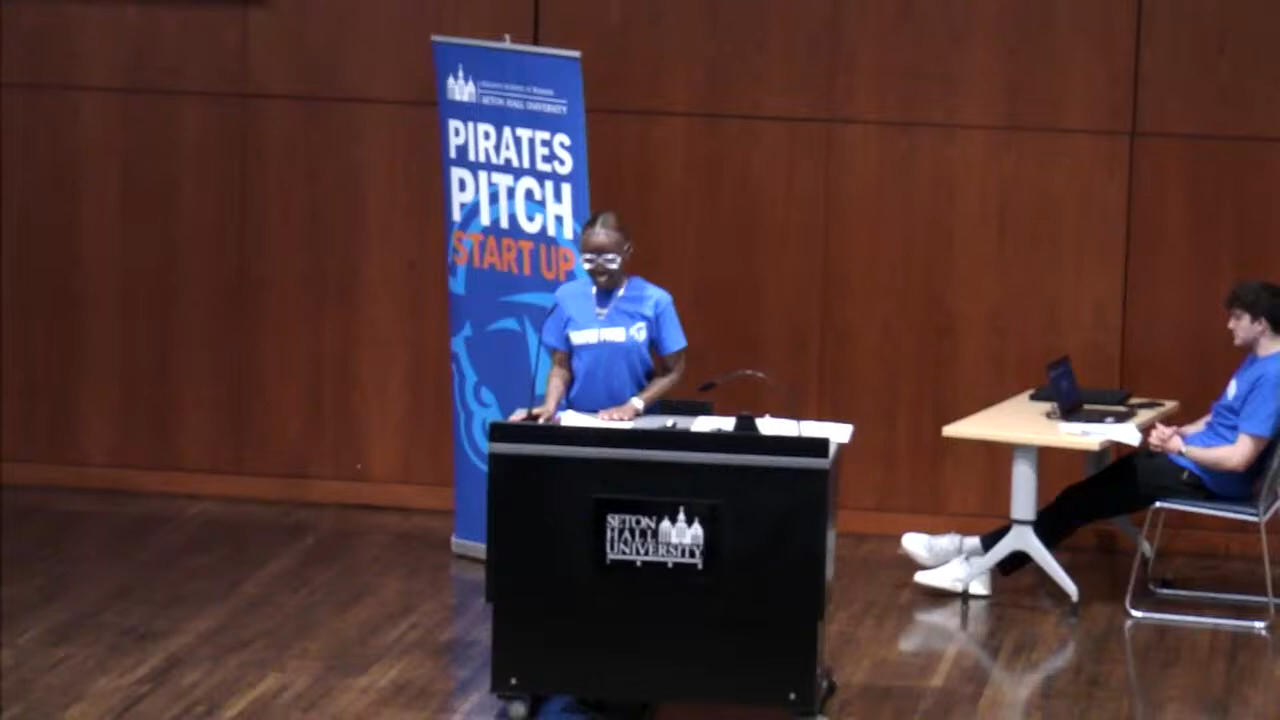 SETON HALL UNIVERSITY
PIRATES
PITCH
START UP
SETON
HALL
UNIVERSITY